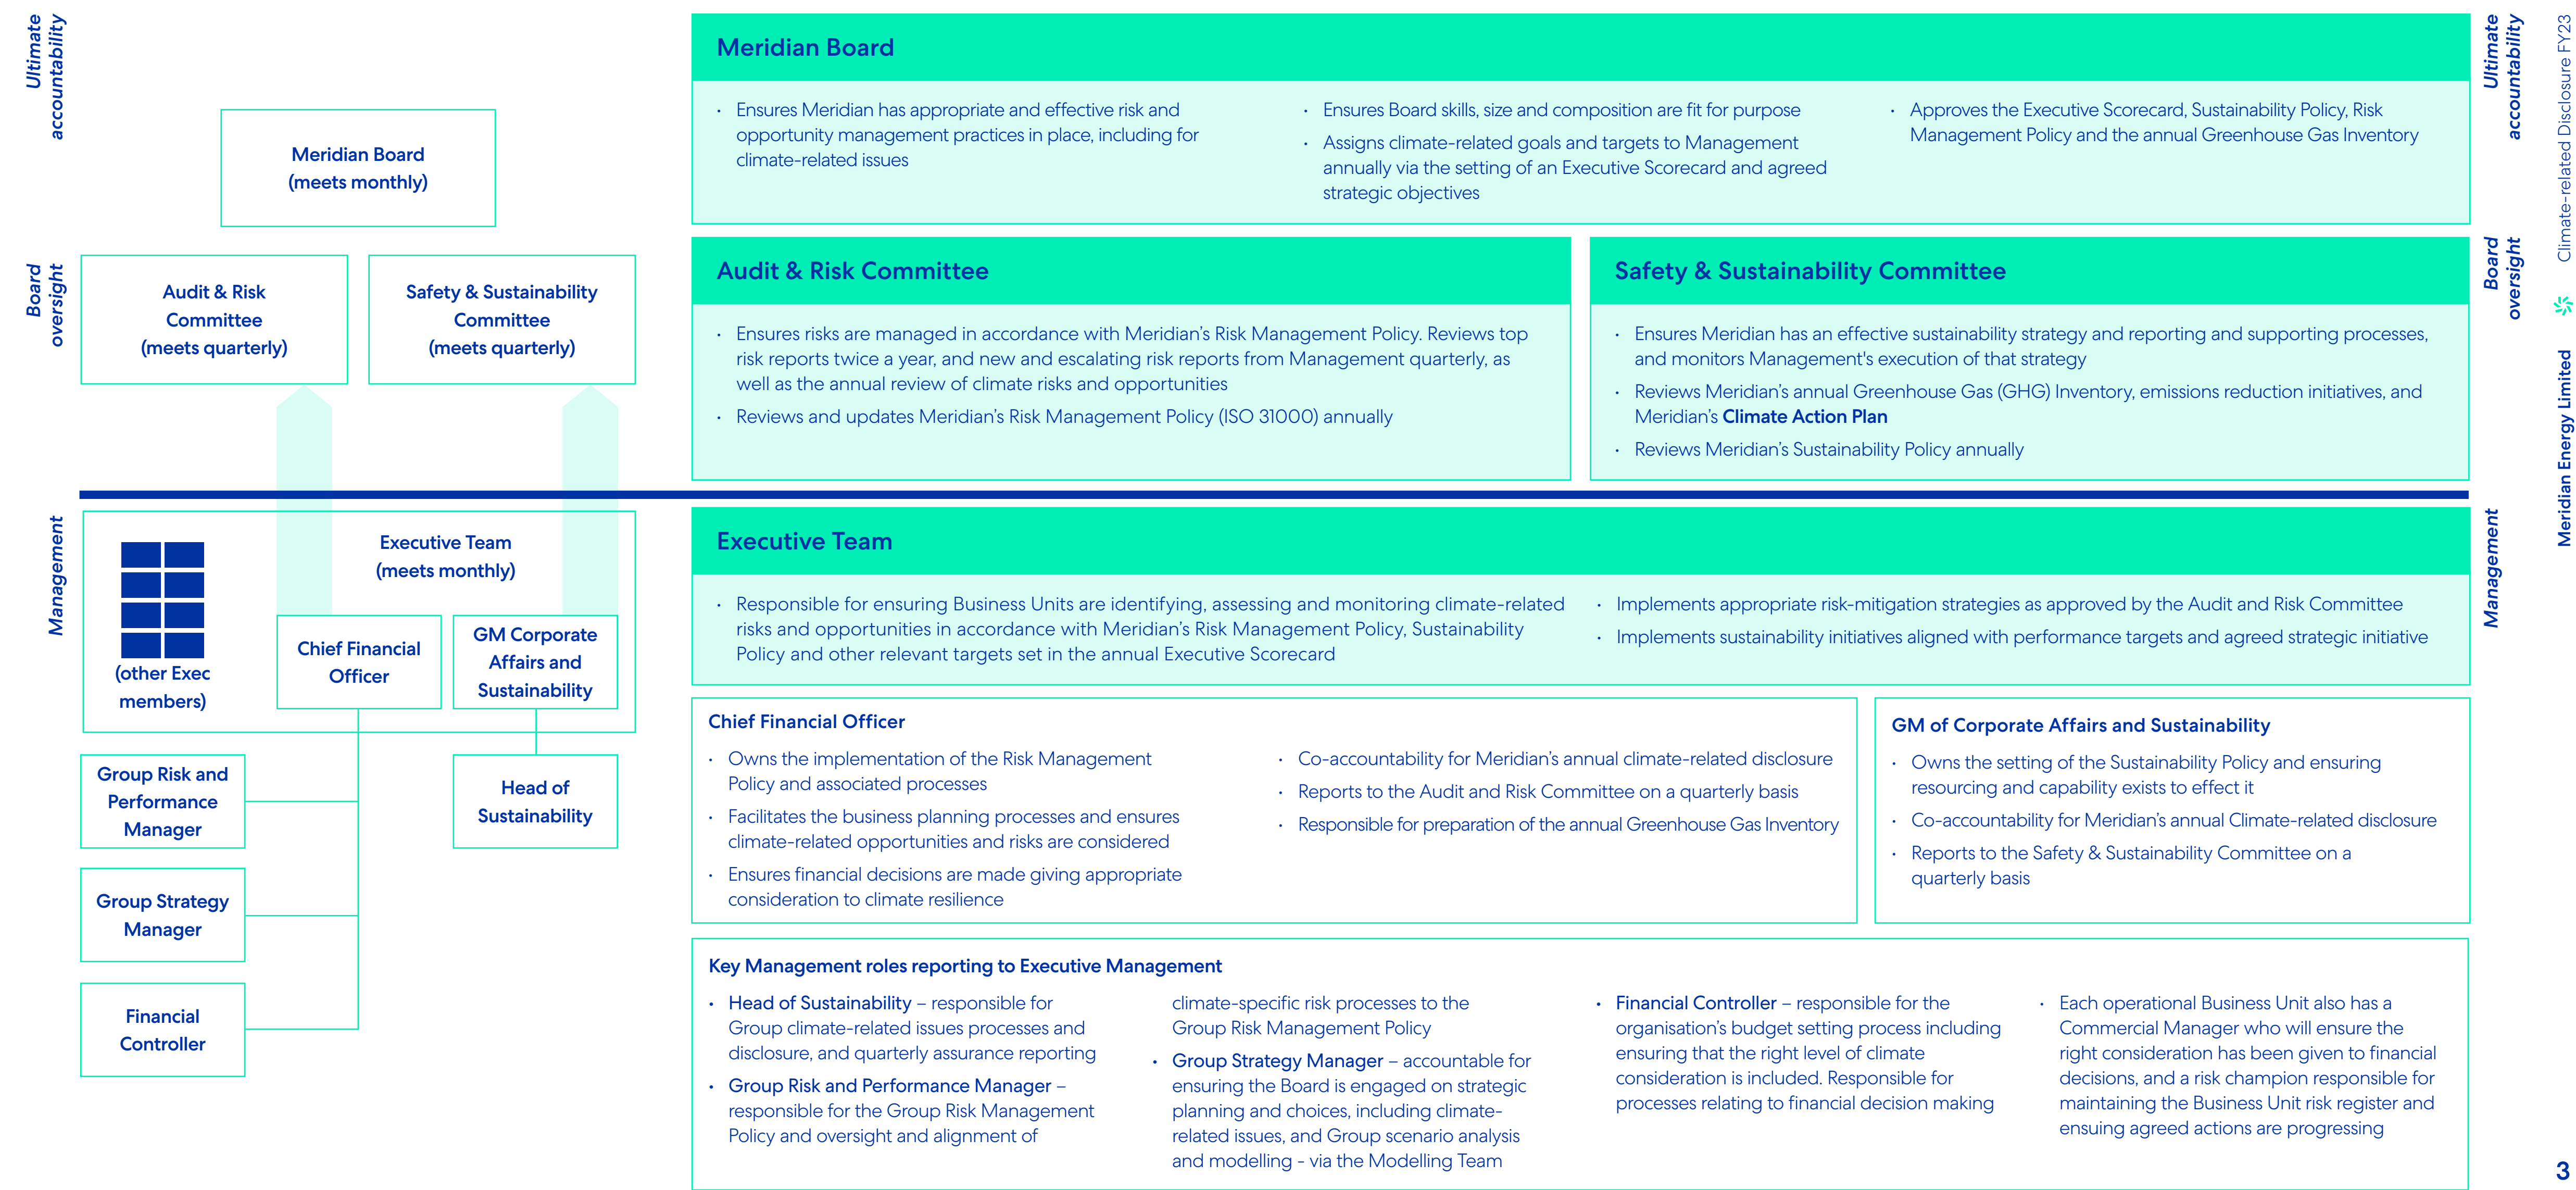 Ultimate
accountability
Meridian Board
(meets monthly)
Board
oversight
Audit & Risk
Committee
(meets quarterly)
Safety & Sustainability
Committee
(meets quarterly)
Management
Executive Team
(meets monthly)
(other Exec
members)
Chief Financial
Officer
GM Corporate
Affairs and
Sustainability
Group Risk and
Performance
Manager
Head of
Sustainability
Group Strategy
Manager
Financial
Controller
Meridian Board
• Ensures Meridian has appropriate and effective risk and
opportunity management practices in place, including for
climate-related issues
• Ensures Board skills, size and composition are fit for purpose
• Assigns climate-related goals and targets to Management
annually via the setting of an Executive Scorecard and agreed
strategic objectives
• Approves the Executive Scorecard, Sustainability Policy, Risk
Management Policy and the annual Greenhouse Gas Inventory
Audit & Risk Committee
• Ensures risks are managed in accordance with Meridian’s Risk Management Policy. Reviews top
risk reports twice a year, and new and escalating risk reports from Management quarterly, as
well as the annual review of climate risks and opportunities
• Reviews and updates Meridian’s Risk Management Policy (ISO 31000) annually
Safety & Sustainability Committee
• Ensures Meridian has an effective sustainability strategy and reporting and supporting processes,
and monitors Management's execution of that strategy
• Reviews Meridian’s annual Greenhouse Gas (GHG) Inventory, emissions reduction initiatives, and
Meridian’s Climate Action Plan
• Reviews Meridian’s Sustainability Policy annually
Executive Team
• Responsible for ensuring Business Units are identifying, assessing and monitoring climate-related
risks and opportunities in accordance with Meridian’s Risk Management Policy, Sustainability
Policy and other relevant targets set in the annual Executive Scorecard
• Implements appropriate risk-mitigation strategies as approved by the Audit and Risk Committee
• Implements sustainability initiatives aligned with performance targets and agreed strategic initiative
Chief Financial Officer
• Owns the implementation of the Risk Management
Policy and associated processes
• Facilitates the business planning processes and ensures
climate-related opportunities and risks are considered
• Ensures financial decisions are made giving appropriate
consideration to climate resilience
• Co-accountability for Meridian’s annual climate-related disclosure
• Reports to the Audit and Risk Committee on a quarterly basis
• Responsible for preparation of the annual Greenhouse Gas Inventory
GM of Corporate Affairs and Sustainability
• Owns the setting of the Sustainability Policy and ensuring
resourcing and capability exists to effect it
• Co-accountability for Meridian’s annual Climate-related disclosure
• Reports to the Safety & Sustainability Committee on a
quarterly basis
Key Management roles reporting to Executive Management
• Head of Sustainability – responsible for
Group climate-related issues processes and
disclosure, and quarterly assurance reporting
• Group Risk and Performance Manager –
responsible for the Group Risk Management
Policy and oversight and alignment of
climate-specific risk processes to the
Group Risk Management Policy
• Group Strategy Manager – accountable for
ensuring the Board is engaged on strategic
planning and choices, including climate-
related issues, and Group scenario analysis
and modelling - via the Modelling Team
• Financial Controller – responsible for the
organisation’s budget setting process including
ensuring that the right level of climate
consideration is included. Responsible for
processes relating to financial decision making
• Each operational Business Unit also has a
Commercial Manager who will ensure the
right consideration has been given to financial
decisions, and a risk champion responsible for
maintaining the Business Unit risk register and
ensuing agreed actions are progressing
Ultimate
accountability
Board
oversight
Management
Climate-related Disclosure FY23
Meridian Energy Limited
3